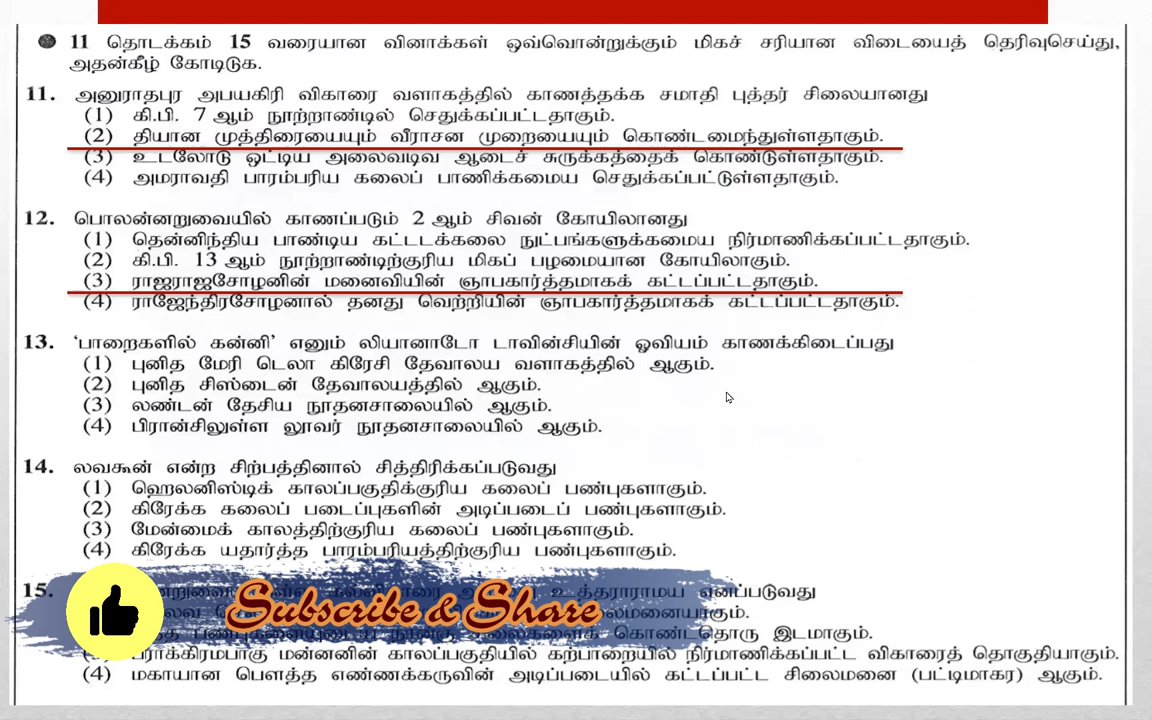 11 தொடக்கம் 15 வரையான வினாக்கள் ஒவ்வொன்றுக்கும் மிகச் சரியான விடையைத் தெரிவுசெய்து,
அதன்கீழ் கோடிடுக.
11. அனுராதபுர அபயகிரி விகாரை வளாகத்தில் காணத்தக்க சமாதி புத்தர் சிலையானது
(1) கி.பி. 7 ஆம் நூற்றாண்டில் செதுக்கப்பட்டதாகும்.
(2) தியான முத்திரையையும் வீராசன முறையையும் கொண்டமைந்துள்ளதாகும்.
(3) உடலோடு ஒட்டிய அலைவடிவ ஆடைச் சுருக்கத்தைக் கொண்டுள்ளதாகும்.
(4) அமராவதி பாரம்பரிய கலைப் பாணிக்கமைய செதுக்கப்பட்டுள்ளதாகும்.
12. பொலன்னறுவையில் காணப்படும் 2 ஆம் சிவன் கோயிலானது
(1) தென்னிந்திய பாண்டிய கட்டடக்கலை நுட்பங்களுக்கமைய நிர்மாணிக்கப்பட்டதாகும்.
(2) கி.பி. 13 ஆம் நூற்றாண்டிற்குரிய மிகப் பழமையான கோயிலாகும்.
(3) ராஜராஜசோழனின் மனைவியின் ஞாபகார்த்தமாகக் கட்டப்பட்டதாகும்.
(4) ராஜேந்திரசோழனால் தனது வெற்றியின் ஞாபகார்த்தமாகக் கட்டப்பட்டதாகும்.
13. ‘பாறைகளில் கன்னி’ எனும் லியானாடோ டாவின்சியின் ஓவியம் காணக்கிடைப்பது
(1) புனித மேரி டெலா கிரேசி தேவாலய வளாகத்தில் ஆகும்.
(2) புனித சிஸ்டைன் தேவாலயத்தில் ஆகும்.
(3) லண்டன் தேசிய நூதனசாலையில் ஆகும்.
(4) பிரான்சிலுள்ள லூவர் நூதனசாலையில் ஆகும்.
14. லவகூன் என்ற சிற்பத்தினால் சித்திரிக்கப்படுவது
(1) ஹெலனிஸ்டிக் காலப்பகுதிக்குரிய கலைப் பண்புகளாகும்.
(2) கிரேக்க கலைப் படைப்புகளின் அடிப்படைப் பண்புகளாகும்.
(3) மேன்மைக் காலத்திற்குரிய கலைப் பண்புகளாகும்.
(4) கிரேக்க யதார்த்த பாரம்பரியத்திற்குரிய பண்புகளாகும்.
15. உத்தராராமய எனப்படுவது
Subscribe & Share
கொண்டதொரு இடமாகும்.
பராக்கிரமபாகு மன்னனின் காலப்பகுதியில் கற்பாறையில் நிர்மாணிக்கப்பட்ட விகாரைத் தொகுதியாகும்.
(4) மகாயான பௌத்த எண்ணக்கருவின் அடிப்படையில் கட்டப்பட்ட சிலைமனை (பட்டிமாகர) ஆகும்.